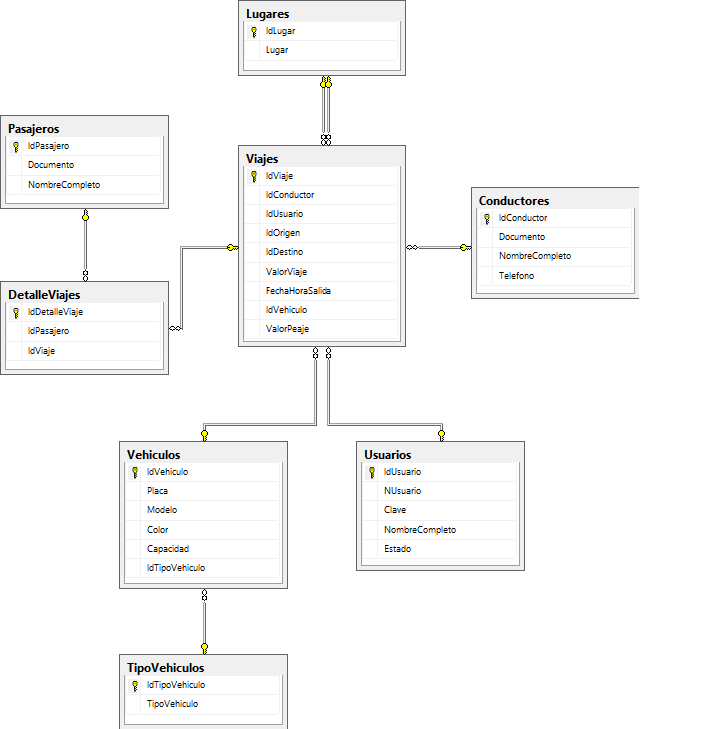 Lugares
IdLugar
Lugar
Pasajeros
IdPasajero
Documento
NombreCompleto
Viajes
IdViaje
IdConductor
IdUsuario
IdOrigen
IdDestino
ValorViaje
FechaHoraSalida
IdVehiculo
ValorPeaje
Conductores
IdConductor
Documento
NombreCompleto
Telefono
DetalleViajes
IdDetalleViaje
IdPasajero
IdViaje
Vehiculos
IdVehiculo
Placa
Modelo
Color
Capacidad
IdTipoVehiculo
Usuarios
IdUsuario
NUsuario
Clave
NombreCompleto
Estado
TipoVehiculos
IdTipoVehiculo
TipoVehiculo